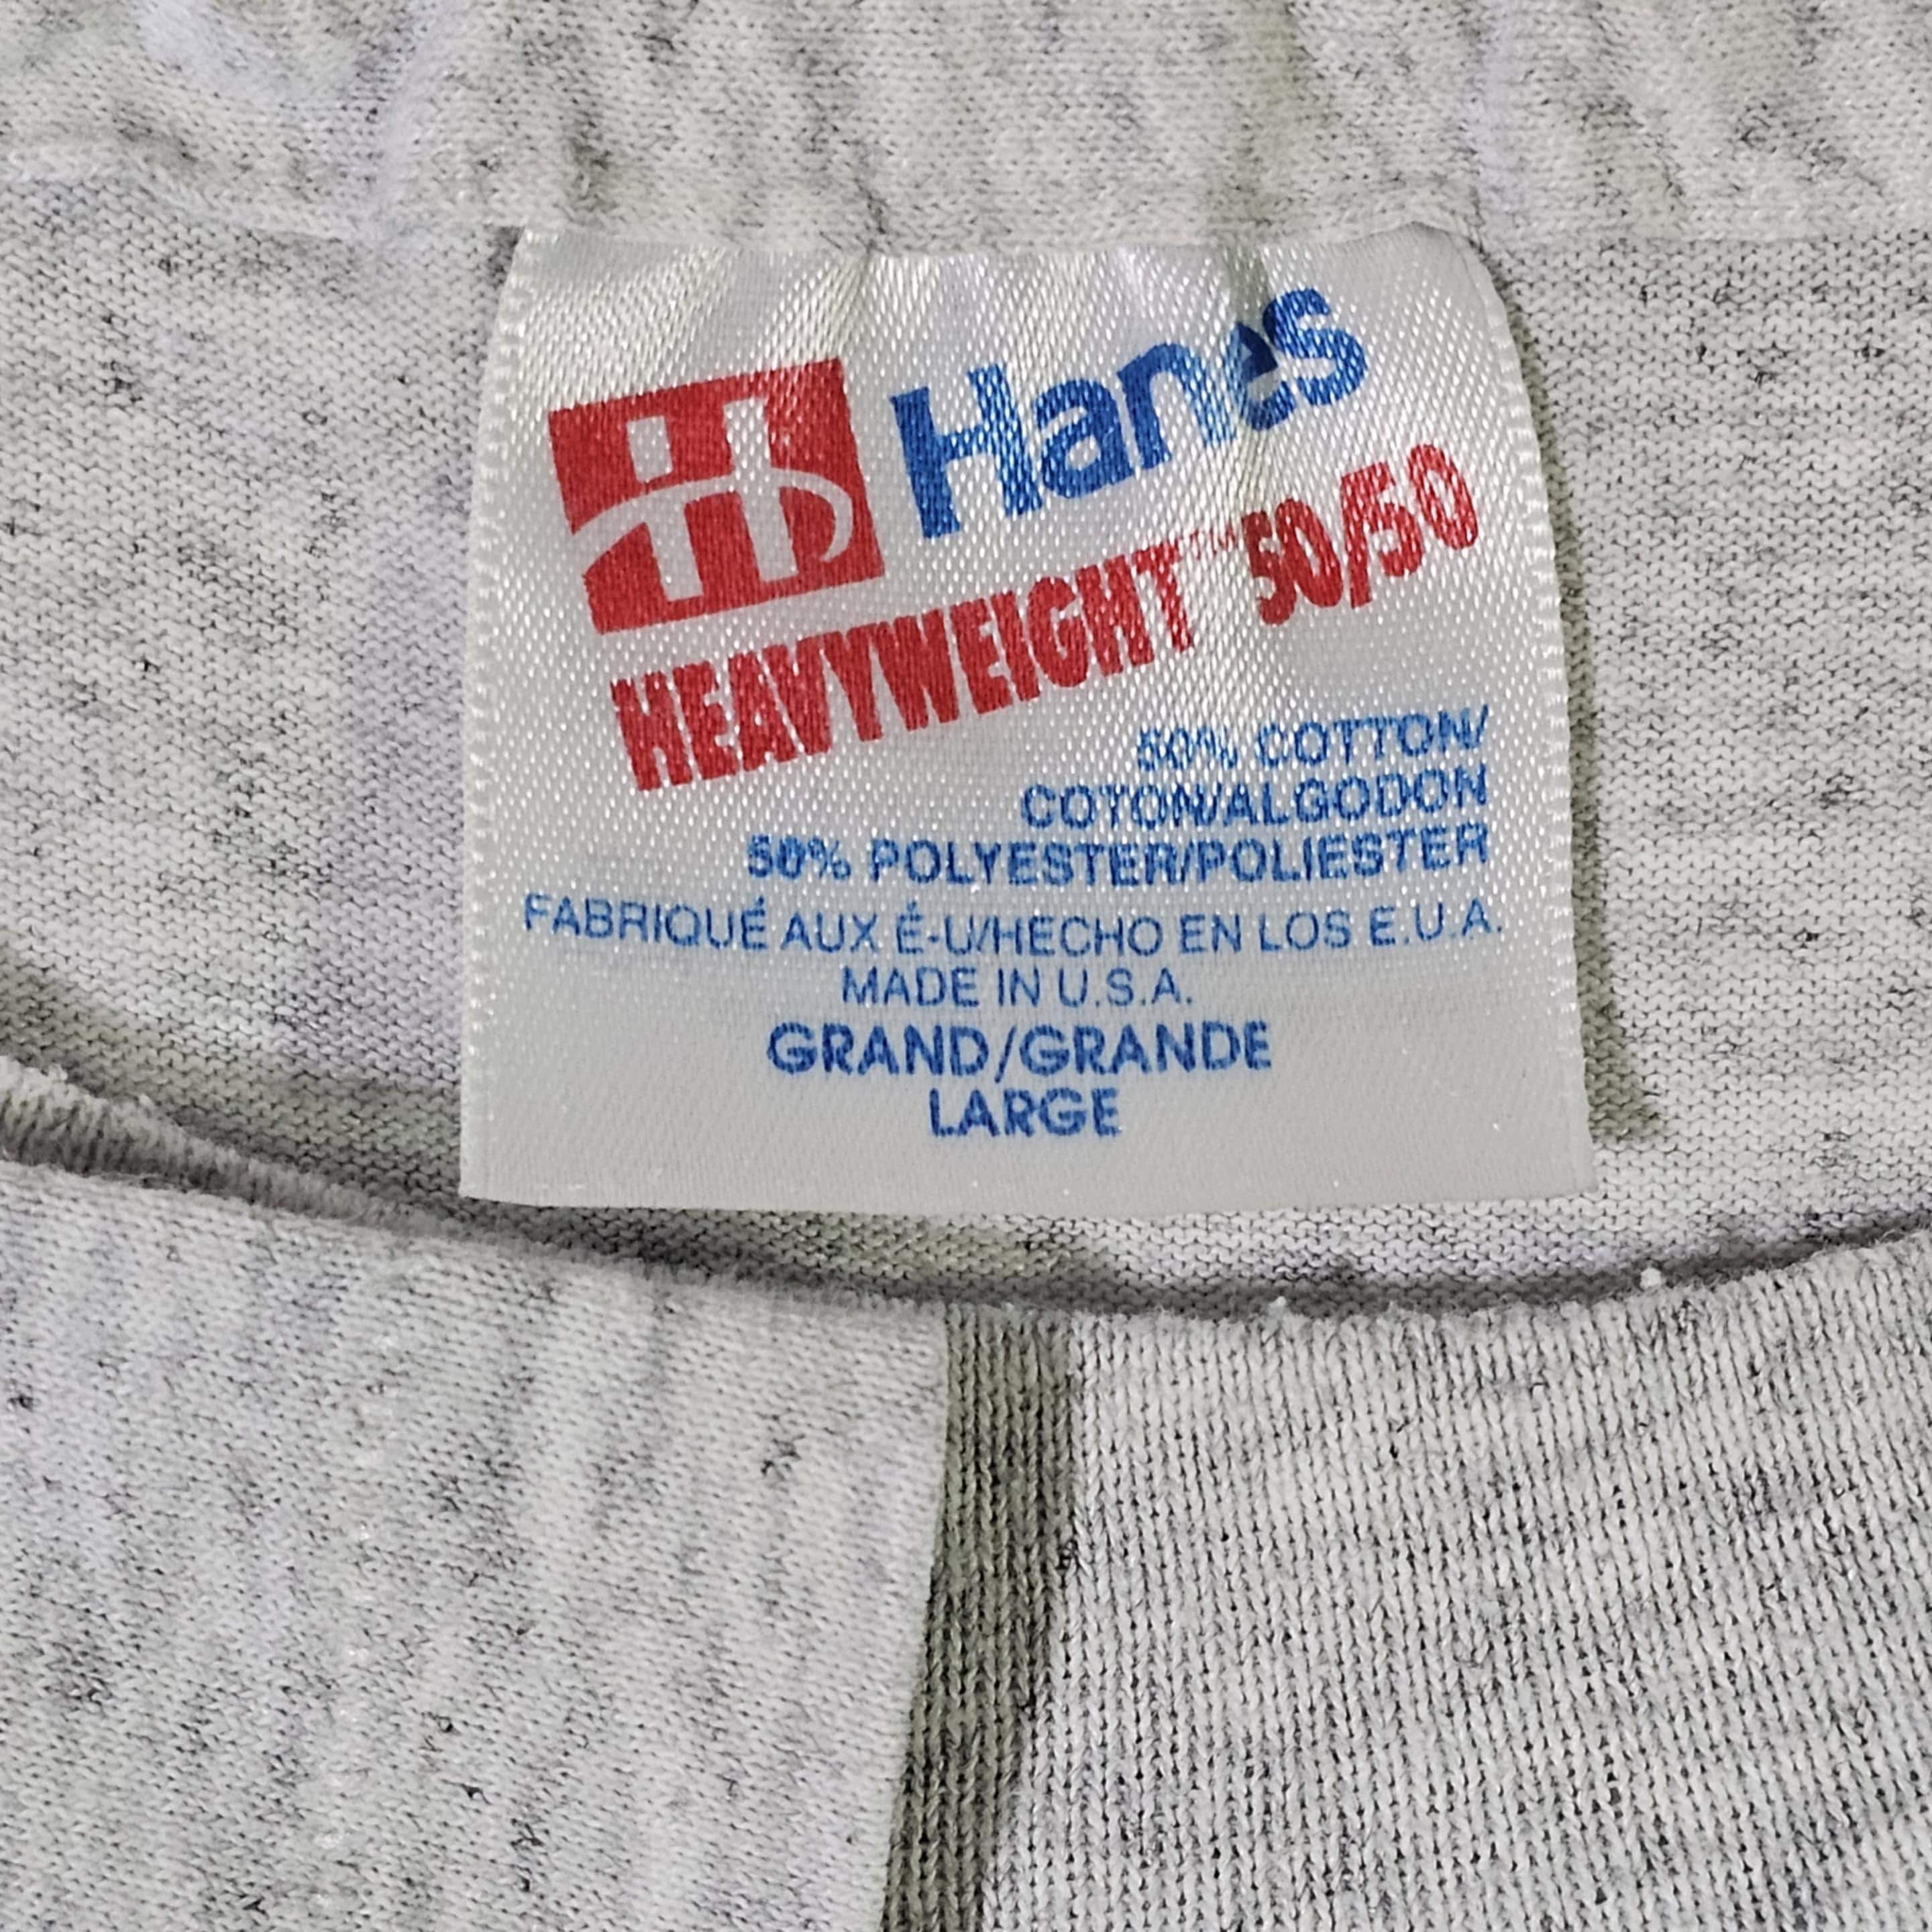 Hanes
HEAVYWEIGHT™ 50/50
50% COTTON/
COTON/ALGODON
50% POLYESTER/POLIESTER
FABRIQUÉ AUX É-U/HECHO EN LOS E.U.A.
MADE IN U.S.A.
GRAND/GRANDE
LARGE